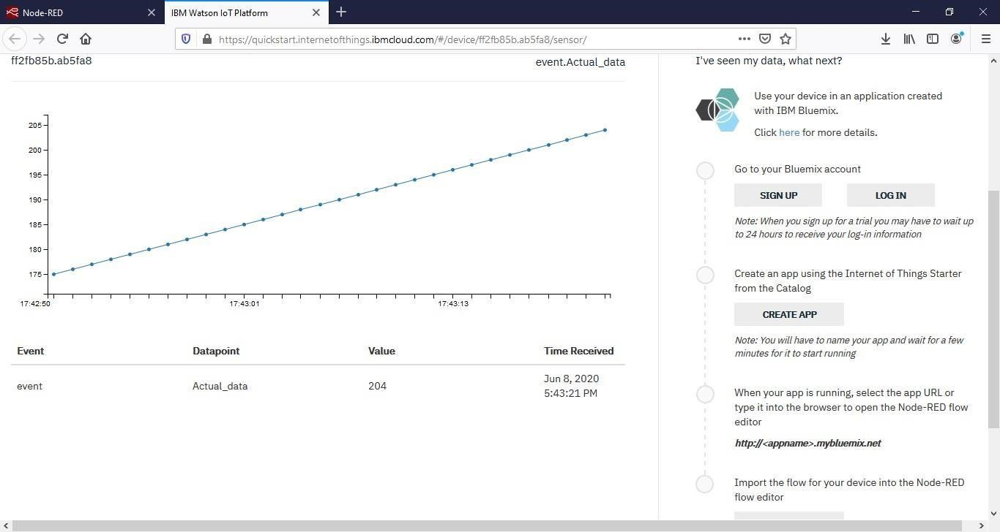 Node-RED
IBM Watson IoT Platform
https://quickstart.internetofthings.ibmcloud.com/#/device/ff2fb85b.ab5fa8/sensor/
ff2fb85b.ab5fa8
event.Actual_data
205
200
195
190
185
180
175
17:42:50 17:43:01 17:43:13
Event Datapoint Value Time Received
event Actual_data 204 Jun 8, 2020
5:43:21 PM
I've seen my data, what next?
Use your device in an application created
with IBM Bluemix.
Click here for more details.
Go to your Bluemix account
SIGN UP LOG IN
Note: When you sign up for a trial you may have to wait up
to 24 hours to receive your log-in information
Create an app using the Internet of Things Starter
from the Catalog
CREATE APP
Note: You will have to name your app and wait for a few
minutes for it to start running
When your app is running, select the app URL or
type it into the browser to open the Node-RED flow
editor
http://<appname>.mybluemix.net
Import the flow for your device into the Node-RED
flow editor